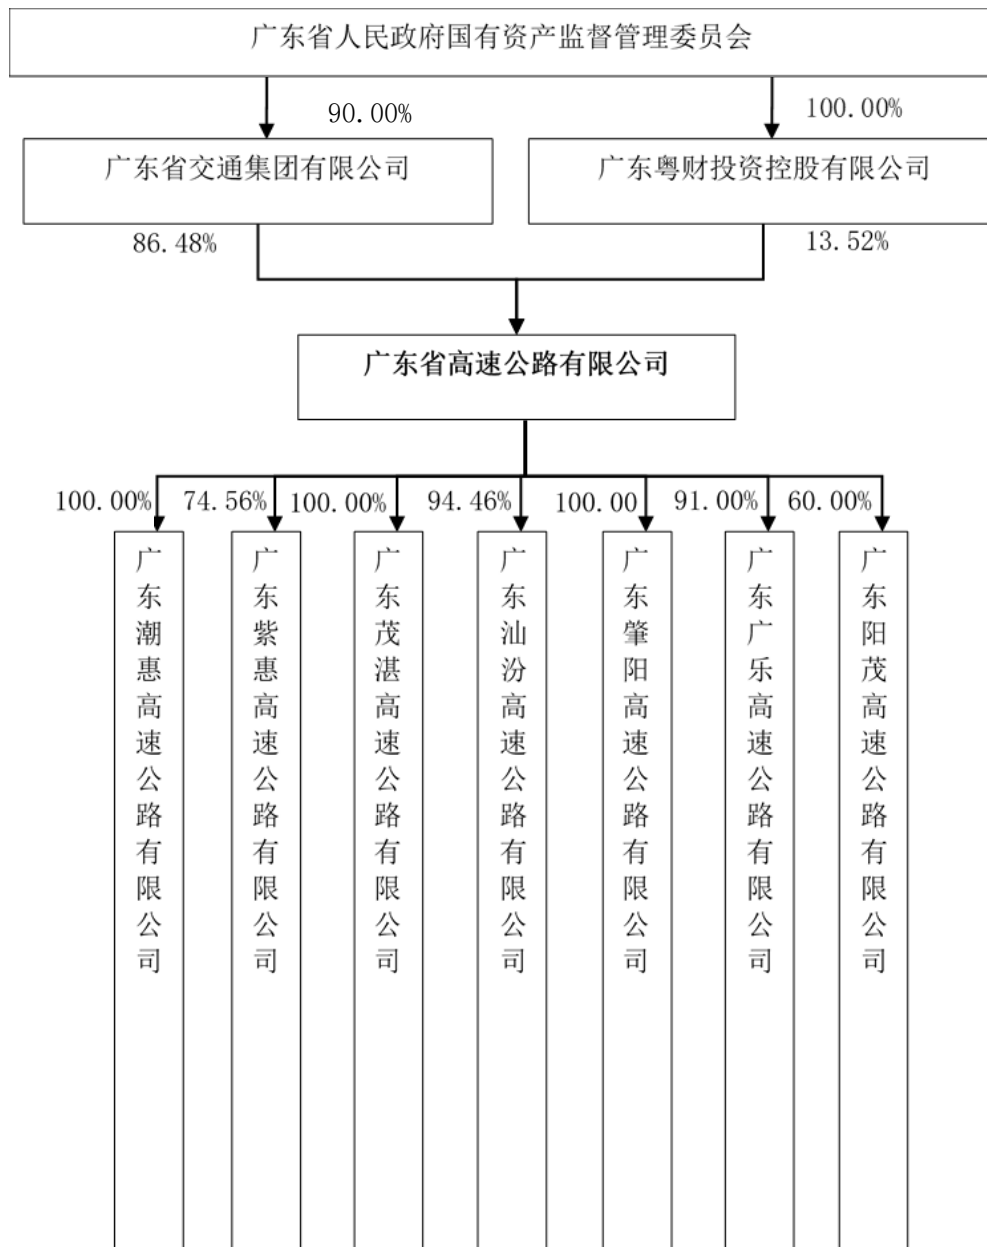 广东省人民政府国有资产监督管理委员会
90.00%
100.00%
广东省交通集团有限公司
广东粤财投资控股有限公司
86.48%
13.52%
广东省高速公路有限公司
100.00%
74.56%
100.00%
94.46%
100.00
91.00%
60.00%
广东潮惠高速公路有限公司
广东紫惠高速公路有限公司
广东茂湛高速公路有限公司
广东汕汾高速公路有限公司
广东肇阳高速公路有限公司
广东广乐高速公路有限公司
广东阳茂高速公路有限公司